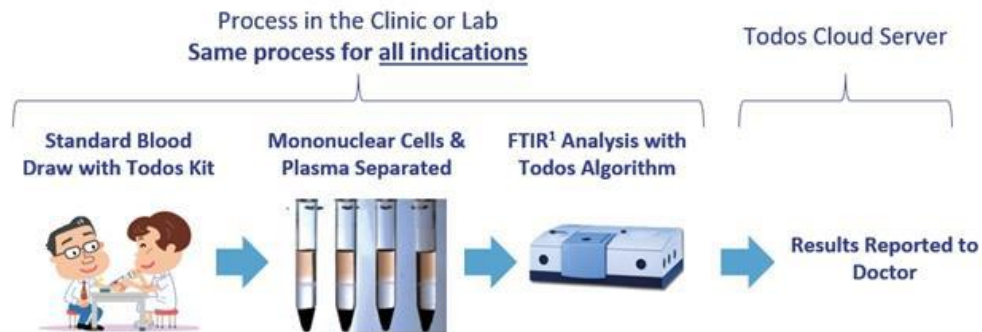 Process in the Clinic or Lab
Same process for all indications
Todos Cloud Server
Standard Blood
Draw with Todos Kit
Mononuclear Cells &
Plasma Separated
FTIR¹ Analysis with
Todos Algorithm
Results Reported to
Doctor